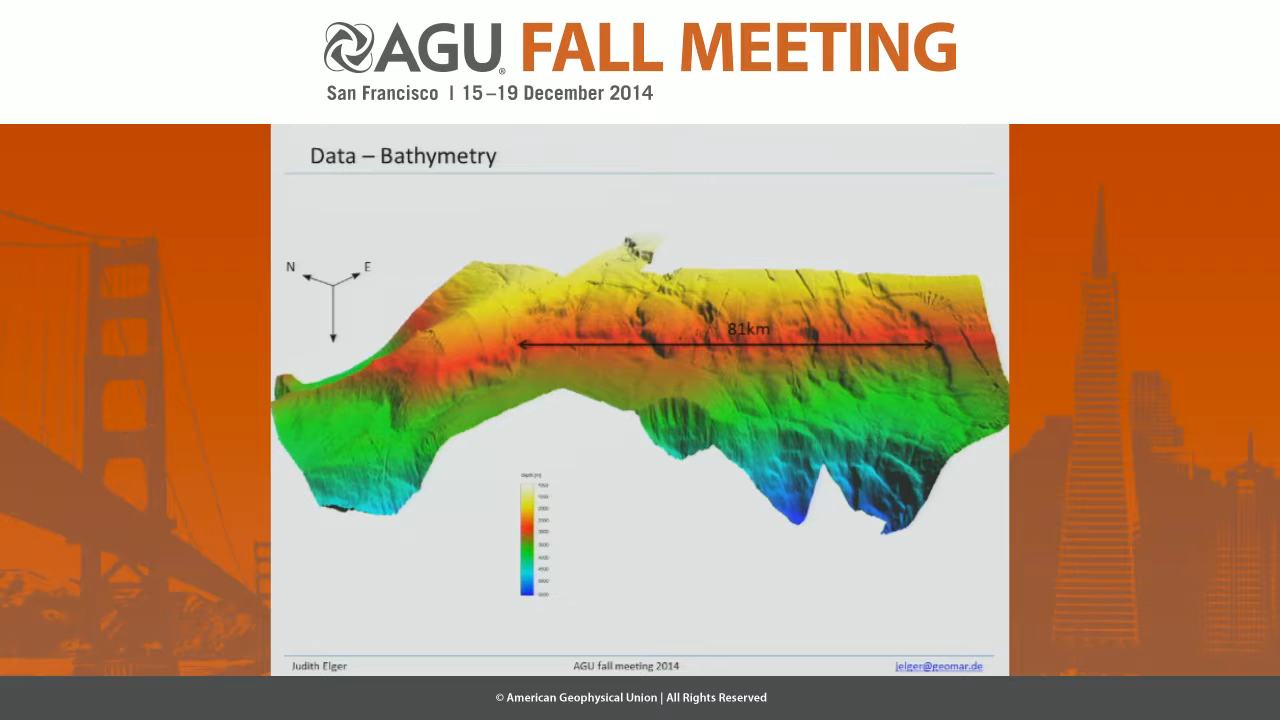 AGU® FALL MEETING
San Francisco | 15–19 December 2014
Data – Bathymetry
N
E
81km
Judith Elger
AGU fall meeting 2014
jelger@geomar.de
© American Geophysical Union | All Rights Reserved